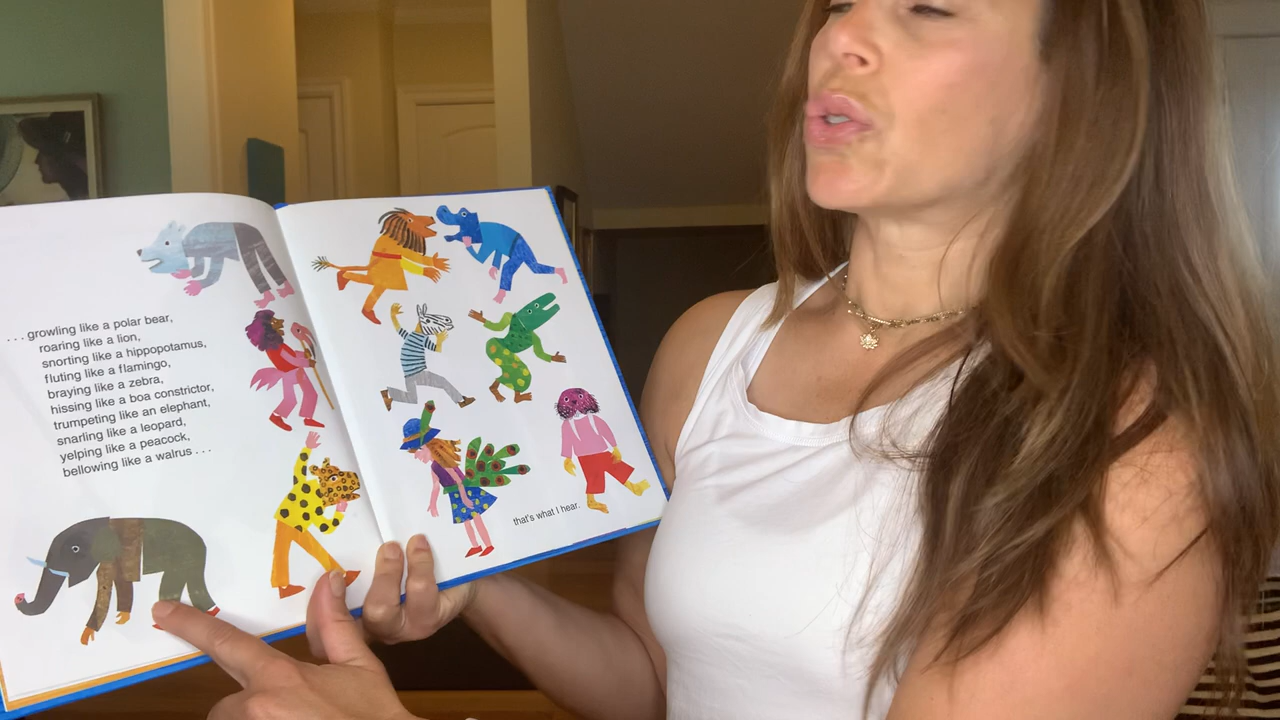 ...growling like a polar bear,
roaring like a lion,
snorting like a hippopotamus,
fluting like a flamingo,
braying like a zebra,
hissing like a boa constrictor,
trumpeting like an elephant,
snarling like a leopard,
yelping like a peacock,
bellowing like a walrus...
that's what I hear.